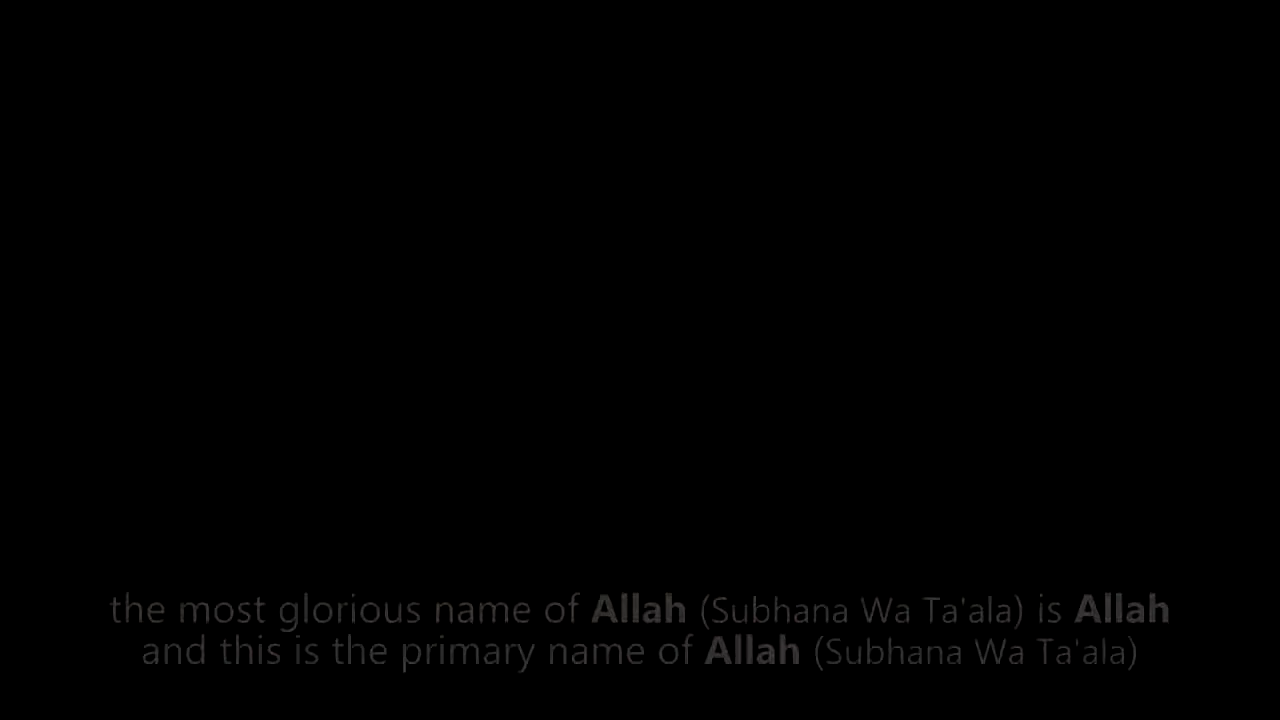 the most glorious name of Allah (Subhana Wa Ta'ala) is Allah
and this is the primary name of Allah (Subhana Wa Ta'ala)